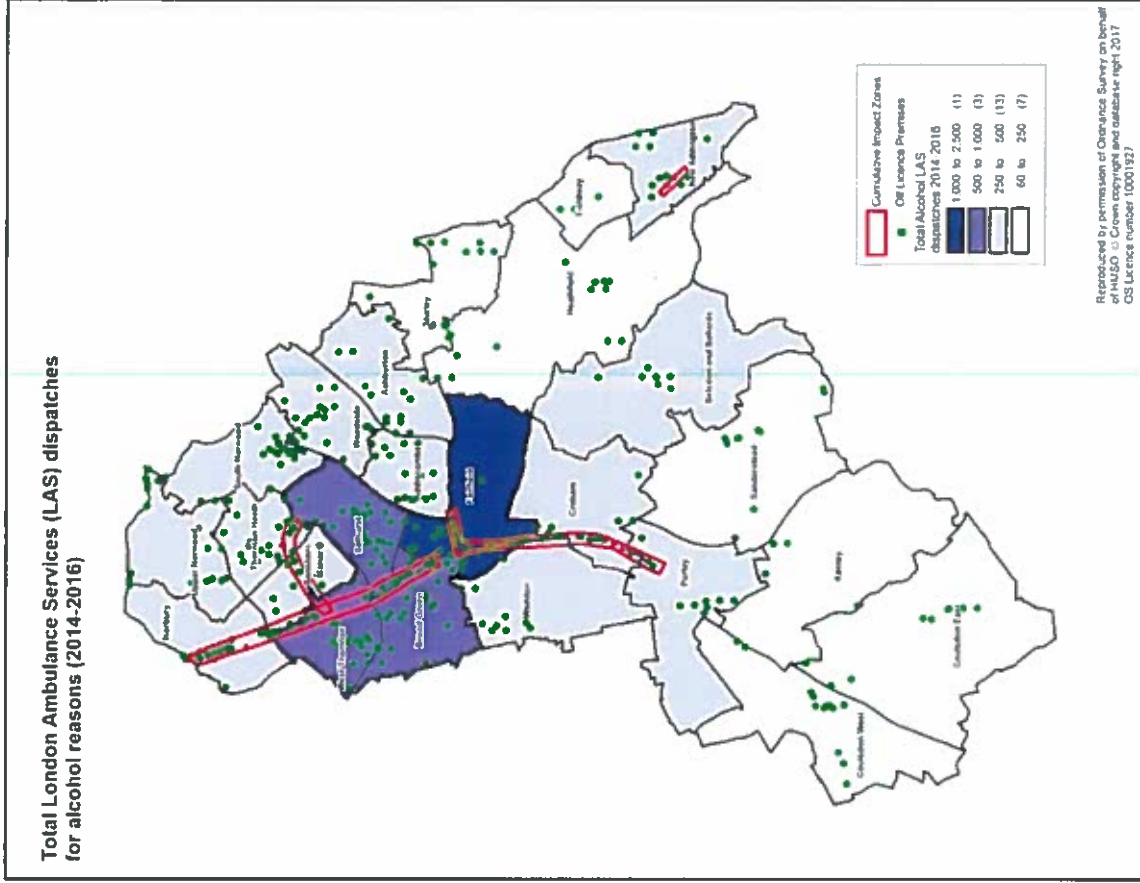 Total London Ambulance Services (LAS) dispatches
for alcohol reasons (2014-2016)
Norbury
Upper Norwood
South Norwood
Thornton Heath
Bensham
Manor
Selhurst
West Thornton
Broad Green
Woodside
Ashburton
Addiscombe
Fairfield
Shirley
Heathfield
Fieldway
New Addington
Waddon
Croham
Selsdon and Ballards
Purley
Sanderstead
Kenley
Coulsdon West
Coulsdon East
Cumulative Impact Zones
Off Licence Premises
Total Alcohol LAS
dispatches 2014 2016
1 000 to 2 500 (1)
500 to 1 000 (3)
250 to 500 (13)
60 to 250 (7)
Reproduced by permission of Ordnance Survey on behalf
of HMSO © Crown copyright and database right 2017
OS Licence number 10001927